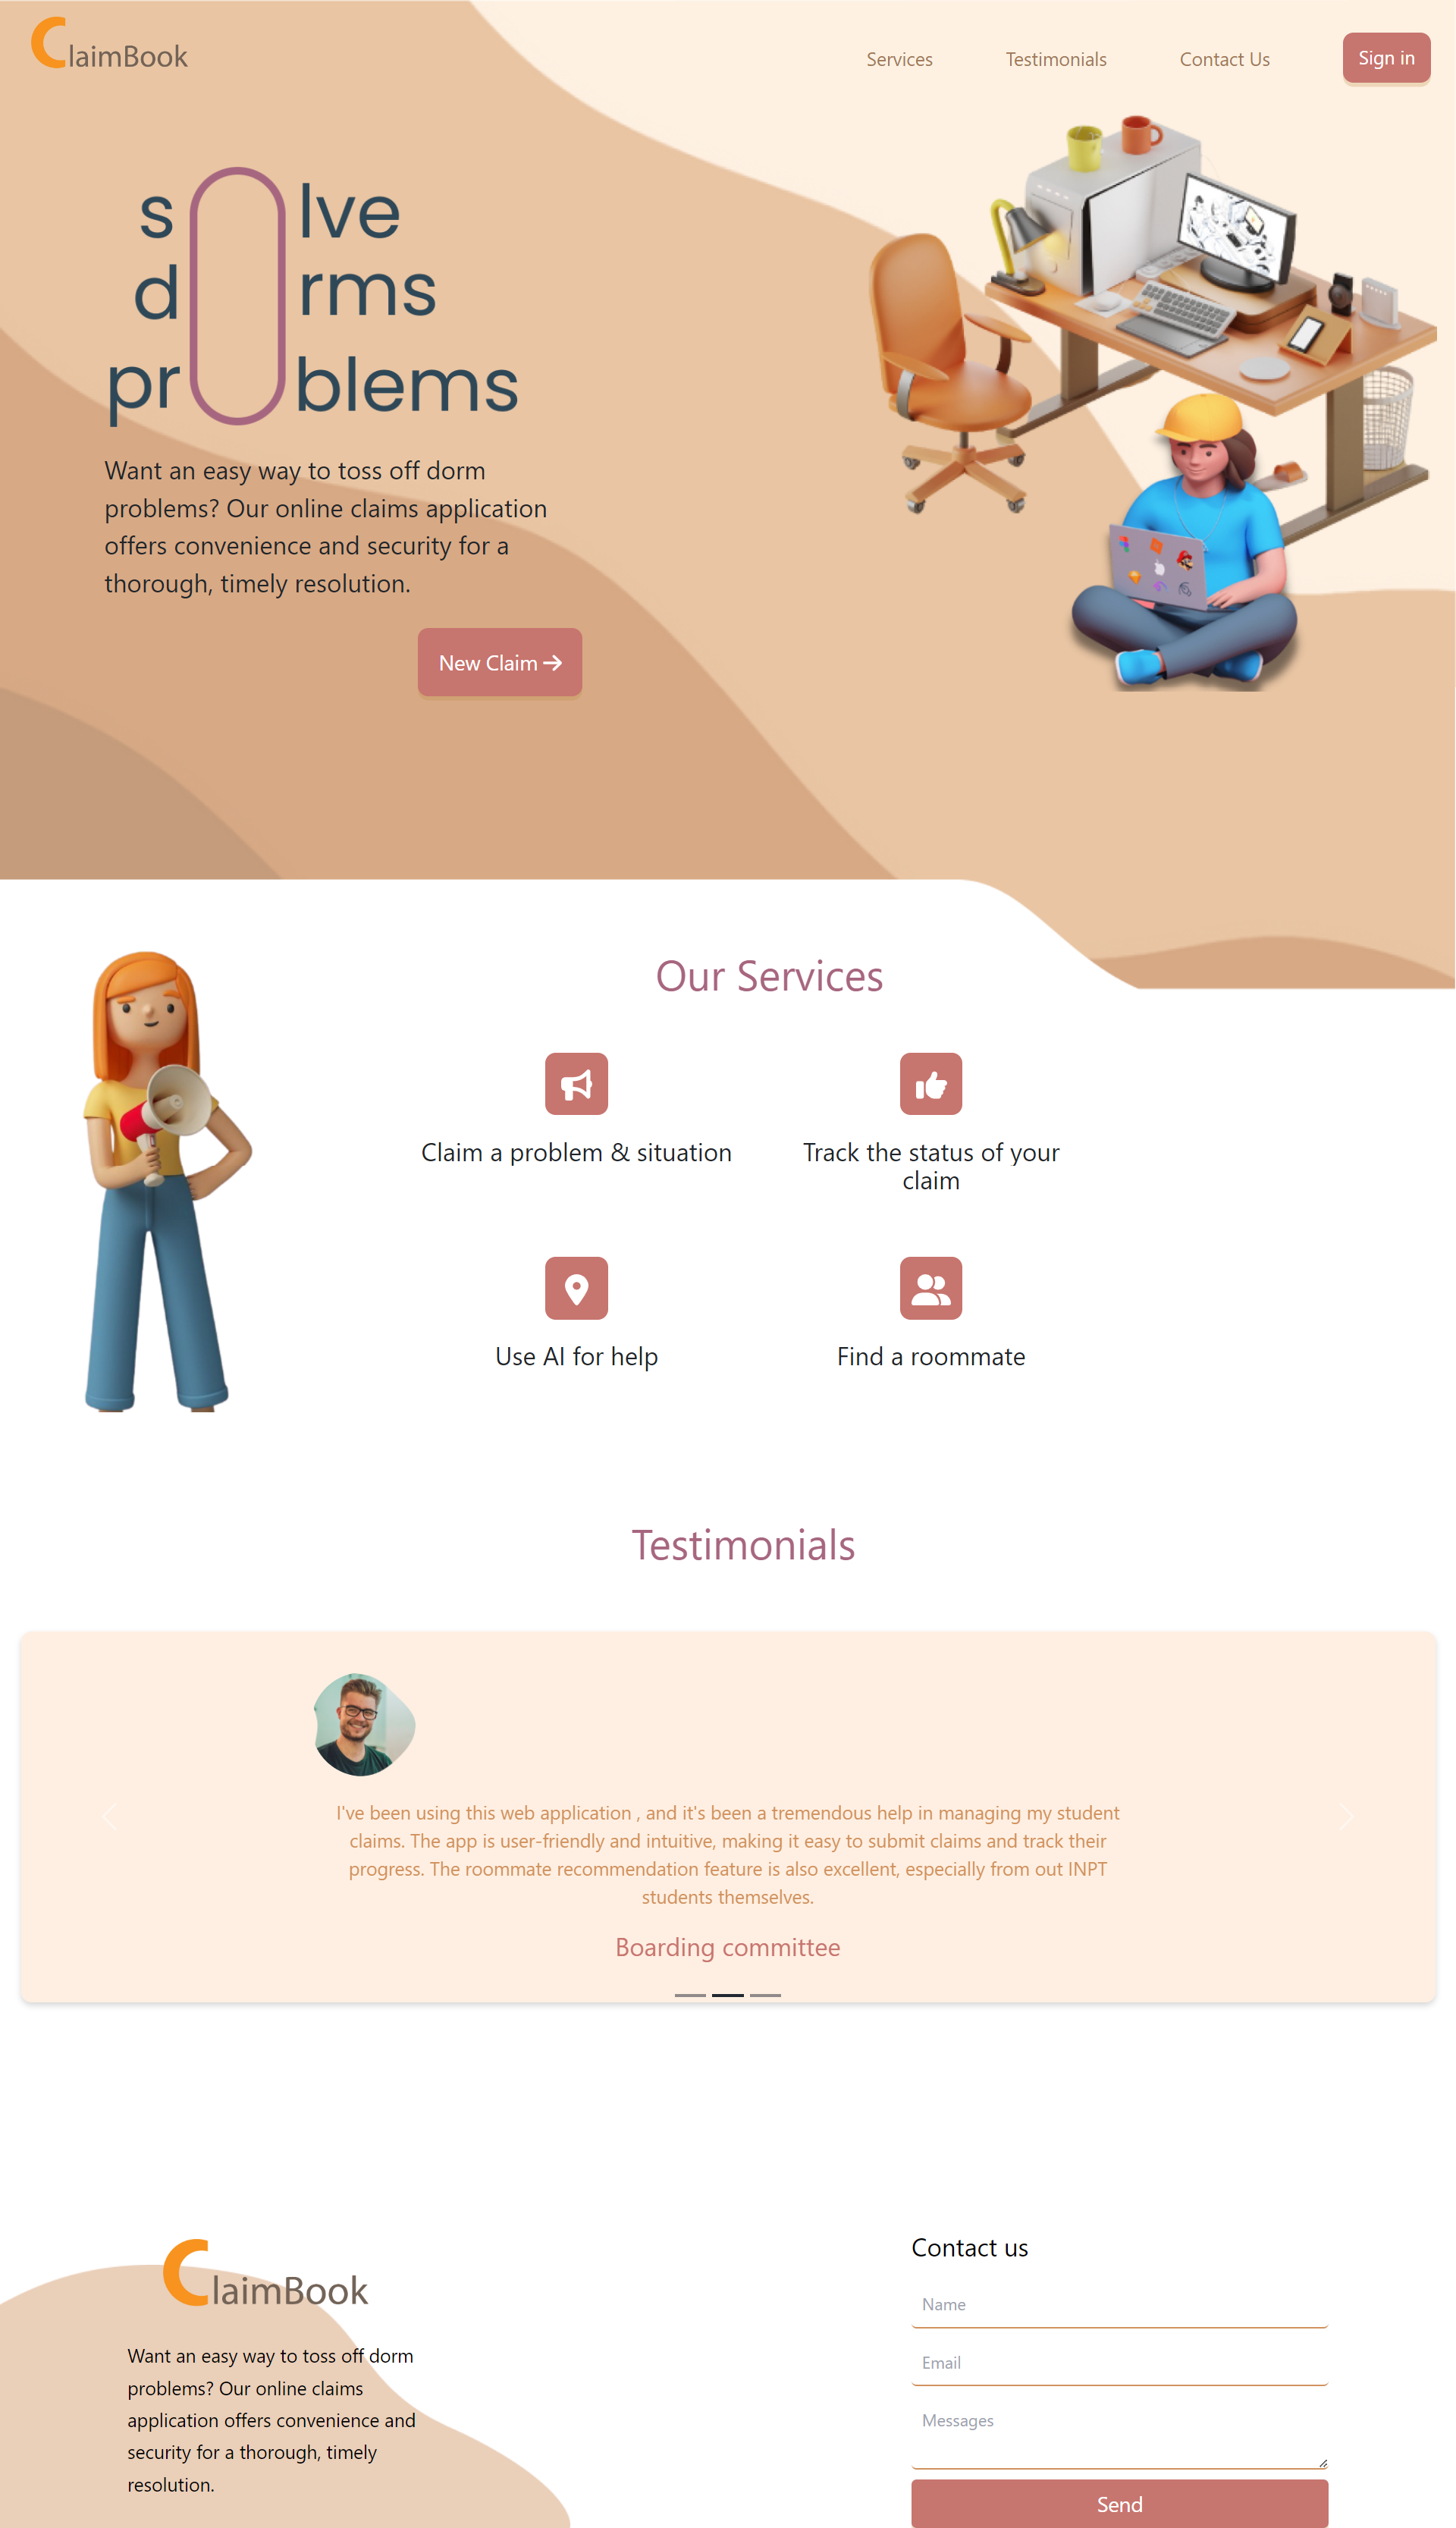 ClaimBook
Services
Testimonials
Contact Us
Sign in
solve
dorms
problems
Want an easy way to toss off dorm
problems? Our online claims application
offers convenience and security for a
thorough, timely resolution.
New Claim
Our Services
Claim a problem & situation
Track the status of your
claim
Use AI for help
Find a roommate
Testimonials
I've been using this web application , and it's been a tremendous help in managing my student
claims. The app is user-friendly and intuitive, making it easy to submit claims and track their
progress. The roommate recommendation feature is also excellent, especially from out INPT
students themselves.
Boarding committee
ClaimBook
Want an easy way to toss off dorm
problems? Our online claims
application offers convenience and
security for a thorough, timely
resolution.
Contact us
Name
Email
Messages
Send